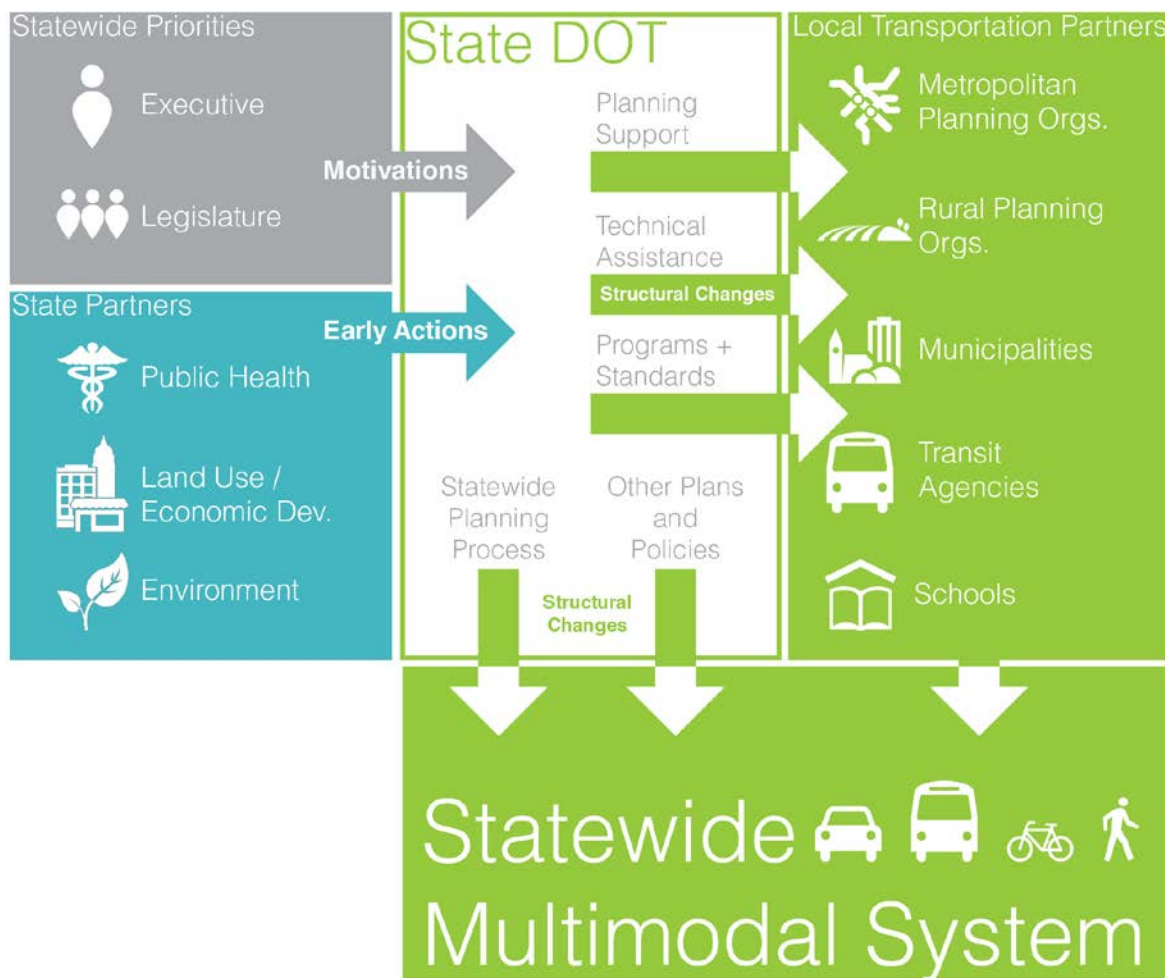 Statewide Priorities
Executive
Legislature
Motivations
State Partners
Public Health
Land Use /
Economic Dev.
Environment
Early Actions
State DOT
Planning
Support
Technical
Assistance
Structural Changes
Programs +
Standards
Statewide
Planning
Process
Other Plans
and
Policies
Structural
Changes
Local Transportation Partners
Metropolitan
Planning Orgs.
Rural Planning
Orgs.
Municipalities
Transit
Agencies
Schools
Statewide
Multimodal System